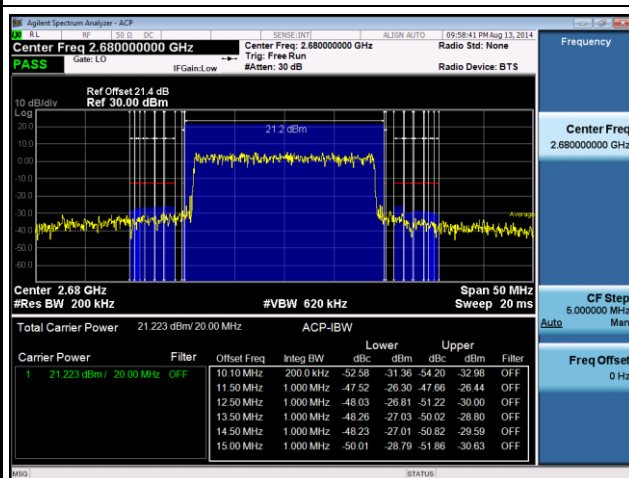 Agilent Spectrum Analyzer - ACP
RL RF 50 Ω DC SENSE:INT ALIGN AUTO 09:58:41 PM Aug 13, 2014
Center Freq 2.680000000 GHz Center Freq: 2.680000000 GHz Radio Std: None Frequency
PASS Gate: LO IFGain:Low Trig: Free Run
#Atten: 30 dB Radio Device: BTS
Ref Offset 21.4 dB
10 dB/div Ref 30.00 dBm
Log
20.0
10.0
0.00
-10.0
-20.0
-30.0
-40.0
-50.0
-60.0
21.2 dBm
Average
Center Freq
2.680000000 GHz
Center 2.68 GHz Span 50 MHz
#Res BW 200 kHz #VBW 620 kHz Sweep 20 ms
CF Step
5.000000 MHz
Auto Man
Freq Offset
0 Hz
Total Carrier Power 21.223 dBm/ 20.00 MHz ACP-IBW
Lower Upper
Carrier Power Filter Offset Freq Integ BW dBc dBm dBc dBm Filter
1 21.223 dBm / 20.00 MHz OFF 10.10 MHz 200.0 kHz -52.58 -31.36 -54.20 -32.98 OFF
11.50 MHz 1.000 MHz -47.52 -26.30 -47.66 -26.44 OFF
12.50 MHz 1.000 MHz -48.03 -26.81 -51.22 -30.00 OFF
13.50 MHz 1.000 MHz -48.26 -27.03 -50.02 -28.80 OFF
14.50 MHz 1.000 MHz -48.23 -27.01 -50.82 -29.59 OFF
15.00 MHz 1.000 MHz -50.01 -28.79 -51.86 -30.63 OFF
MSG STATUS